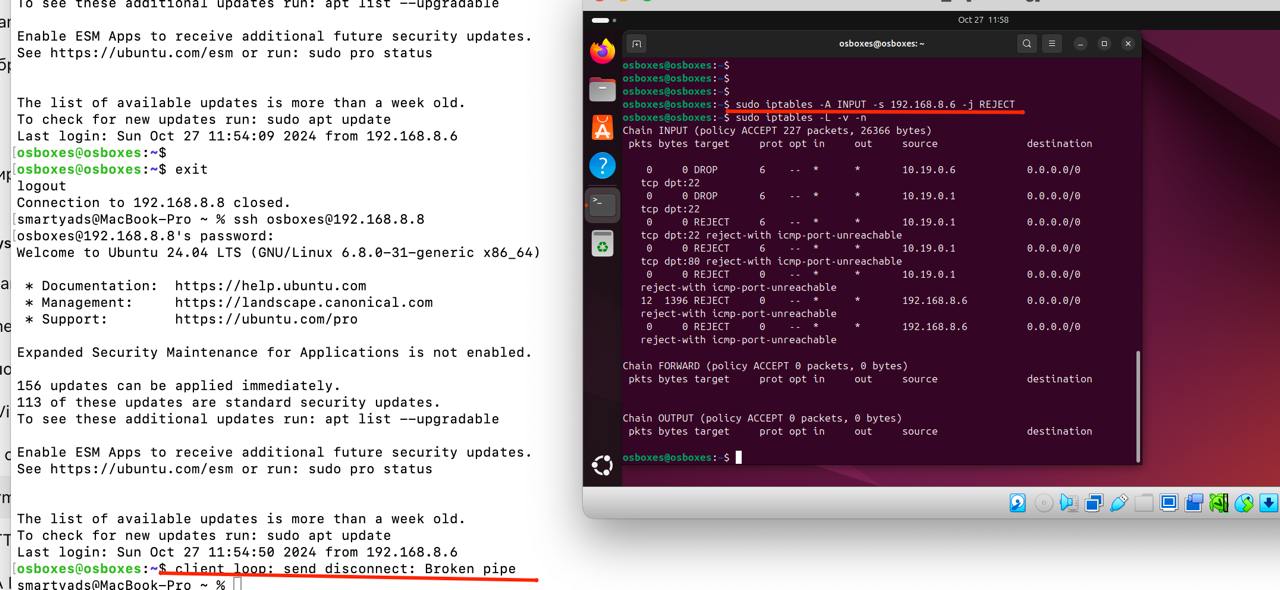 To see these additional updates run: apt list --upgradable
Enable ESM Apps to receive additional future security updates.
See https://ubuntu.com/esm or run: sudo pro status
The list of available updates is more than a week old.
To check for new updates run: sudo apt update
Last login: Sun Oct 27 11:54:09 2024 from 192.168.8.6
[osboxes@osboxes:~$
[osboxes@osboxes:~$ exit
logout
Connection to 192.168.8.8 closed.
[smartyads@MacBook-Pro ~ % ssh osboxes@192.168.8.8
[osboxes@192.168.8.8's password:
Welcome to Ubuntu 24.04 LTS (GNU/Linux 6.8.0-31-generic x86_64)
* Documentation: https://help.ubuntu.com
* Management: https://landscape.canonical.com
* Support: https://ubuntu.com/pro
Expanded Security Maintenance for Applications is not enabled.
156 updates can be applied immediately.
113 of these updates are standard security updates.
To see these additional updates run: apt list --upgradable
Enable ESM Apps to receive additional future security updates.
See https://ubuntu.com/esm or run: sudo pro status
The list of available updates is more than a week old.
To check for new updates run: sudo apt update
Last login: Sun Oct 27 11:54:50 2024 from 192.168.8.6
[osboxes@osboxes:~$ client_loop: send disconnect: Broken pipe
smartyads@MacBook-Pro ~ %
Oct 27 11:58
osboxes@osboxes: ~
osboxes@osboxes:~$
osboxes@osboxes:~$
osboxes@osboxes:~$
osboxes@osboxes:~$ sudo iptables -A INPUT -s 192.168.8.6 -j REJECT
osboxes@osboxes:~$ sudo iptables -L -v -n
Chain INPUT (policy ACCEPT 227 packets, 26366 bytes)
pkts bytes target prot opt in out source destination
0 0 DROP 6 -- * * 10.19.0.6 0.0.0.0/0
tcp dpt:22
0 0 DROP 6 -- * * 10.19.0.1 0.0.0.0/0
tcp dpt:22
0 0 REJECT 6 -- * * 10.19.0.1 0.0.0.0/0
tcp dpt:22 reject-with icmp-port-unreachable
0 0 REJECT 6 -- * * 10.19.0.1 0.0.0.0/0
tcp dpt:80 reject-with icmp-port-unreachable
0 0 REJECT 0 -- * * 10.19.0.1 0.0.0.0/0
reject-with icmp-port-unreachable
12 1396 REJECT 0 -- * * 192.168.8.6 0.0.0.0/0
reject-with icmp-port-unreachable
0 0 REJECT 0 -- * * 192.168.8.6 0.0.0.0/0
reject-with icmp-port-unreachable
Chain FORWARD (policy ACCEPT 0 packets, 0 bytes)
pkts bytes target prot opt in out source destination
Chain OUTPUT (policy ACCEPT 0 packets, 0 bytes)
pkts bytes target prot opt in out source destination
osboxes@osboxes:~$